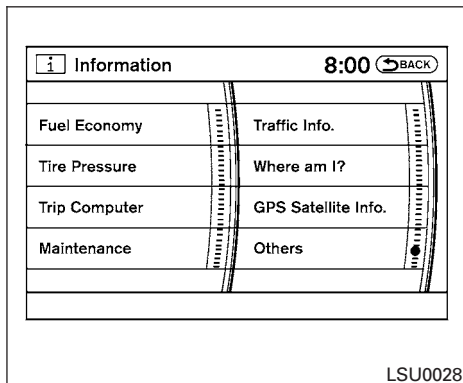 i Information 8:00 BACK
Fuel Economy Traffic Info.
Tire Pressure Where am I?
Trip Computer GPS Satellite Info.
Maintenance Others
LSU0028